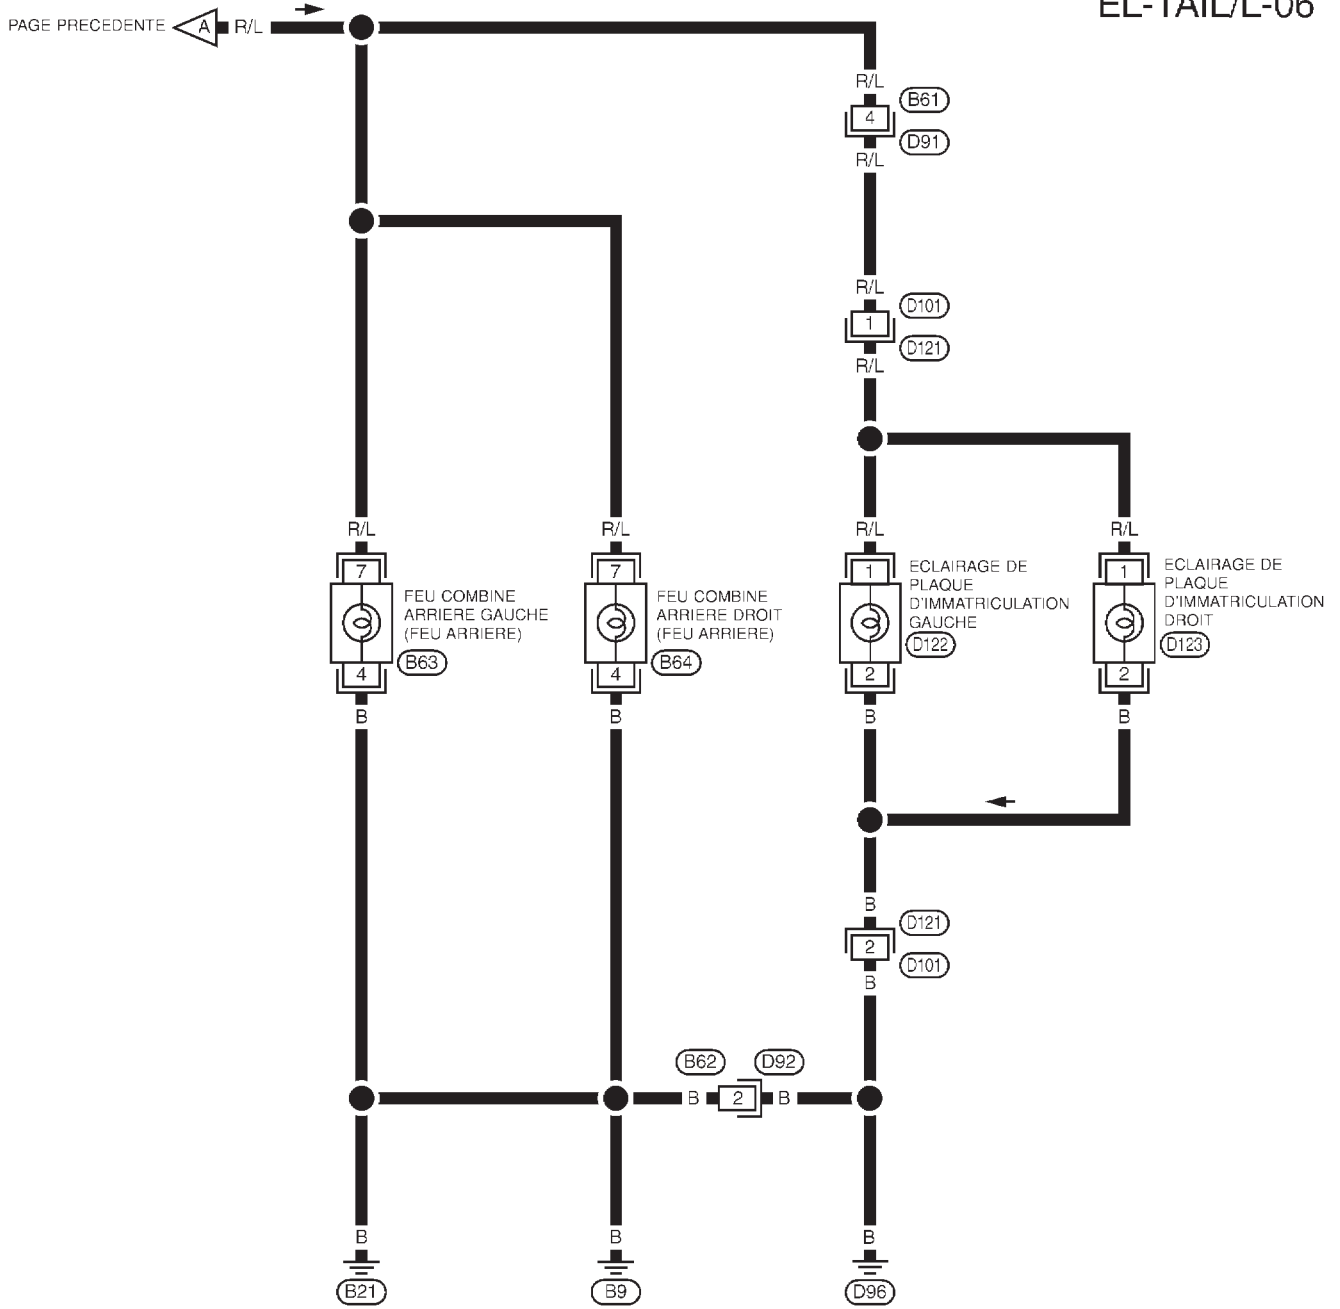 EL-TAIL/L-06
PAGE PRECEDENTE A R/L
R/L
4
B61
D91
R/L
R/L
1
D101
D121
R/L
R/L
7
FEU COMBINE
ARRIERE GAUCHE
(FEU ARRIERE)
B63
4
B
R/L
7
FEU COMBINE
ARRIERE DROIT
(FEU ARRIERE)
B64
4
B
R/L
1
ECLAIRAGE DE
PLAQUE
D'IMMATRICULATION
GAUCHE
D122
2
B
R/L
1
ECLAIRAGE DE
PLAQUE
D'IMMATRICULATION
DROIT
D123
2
B
B
D121
2
D101
B
B62 D92
B 2 B
B
B21
B
B9
B
D96